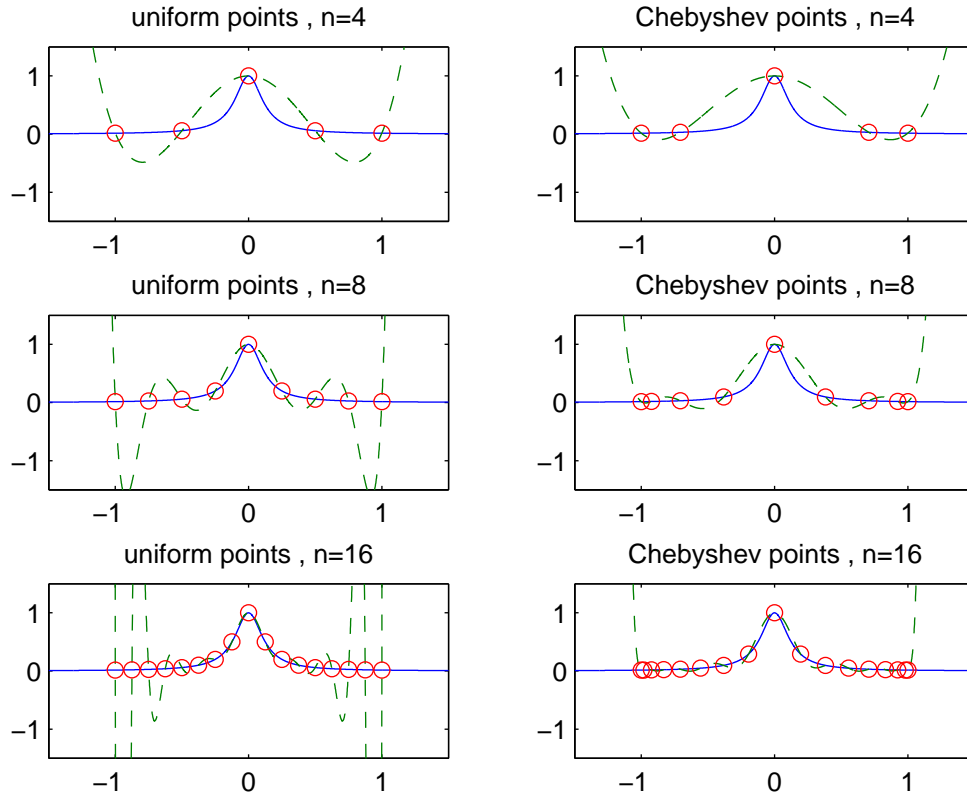 uniform points , n=4
1
0
−1
−1 0 1
Chebyshev points , n=4
1
0
−1
−1 0 1
uniform points , n=8
1
0
−1
−1 0 1
Chebyshev points , n=8
1
0
−1
−1 0 1
uniform points , n=16
1
0
−1
−1 0 1
Chebyshev points , n=16
1
0
−1
−1 0 1